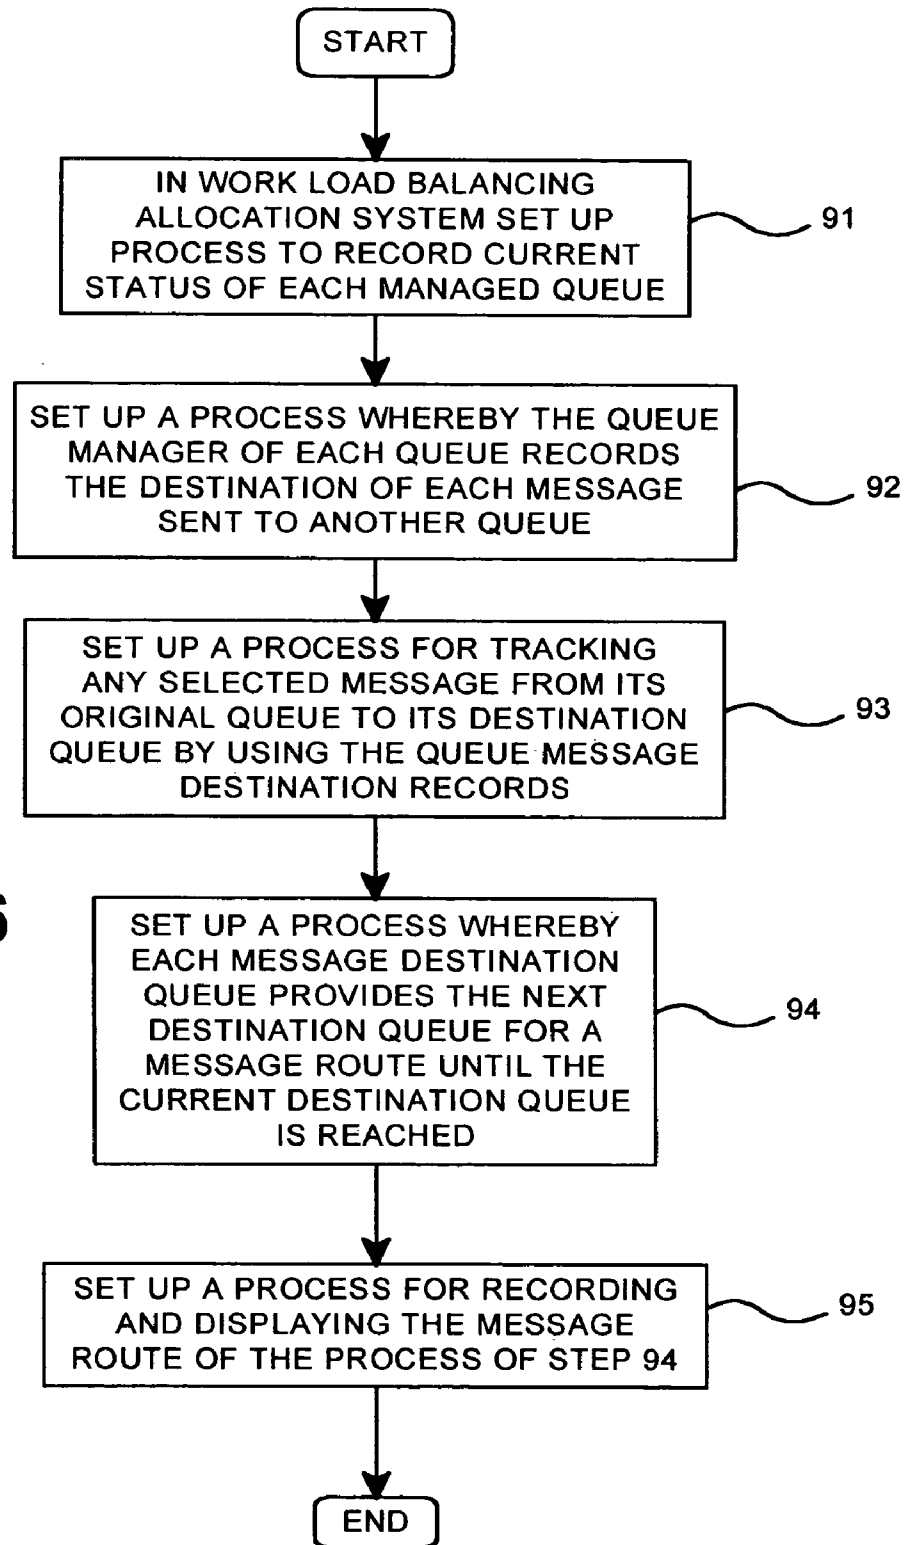 START
IN WORK LOAD BALANCING
ALLOCATION SYSTEM SET UP
PROCESS TO RECORD CURRENT
STATUS OF EACH MANAGED QUEUE
91
SET UP A PROCESS WHEREBY THE QUEUE
MANAGER OF EACH QUEUE RECORDS
THE DESTINATION OF EACH MESSAGE
SENT TO ANOTHER QUEUE
92
SET UP A PROCESS FOR TRACKING
ANY SELECTED MESSAGE FROM ITS
ORIGINAL QUEUE TO ITS DESTINATION
QUEUE BY USING THE QUEUE MESSAGE
DESTINATION RECORDS
93
SET UP A PROCESS WHEREBY
EACH MESSAGE DESTINATION
QUEUE PROVIDES THE NEXT
DESTINATION QUEUE FOR A
MESSAGE ROUTE UNTIL THE
CURRENT DESTINATION QUEUE
IS REACHED
94
SET UP A PROCESS FOR RECORDING
AND DISPLAYING THE MESSAGE
ROUTE OF THE PROCESS OF STEP 94
95
END